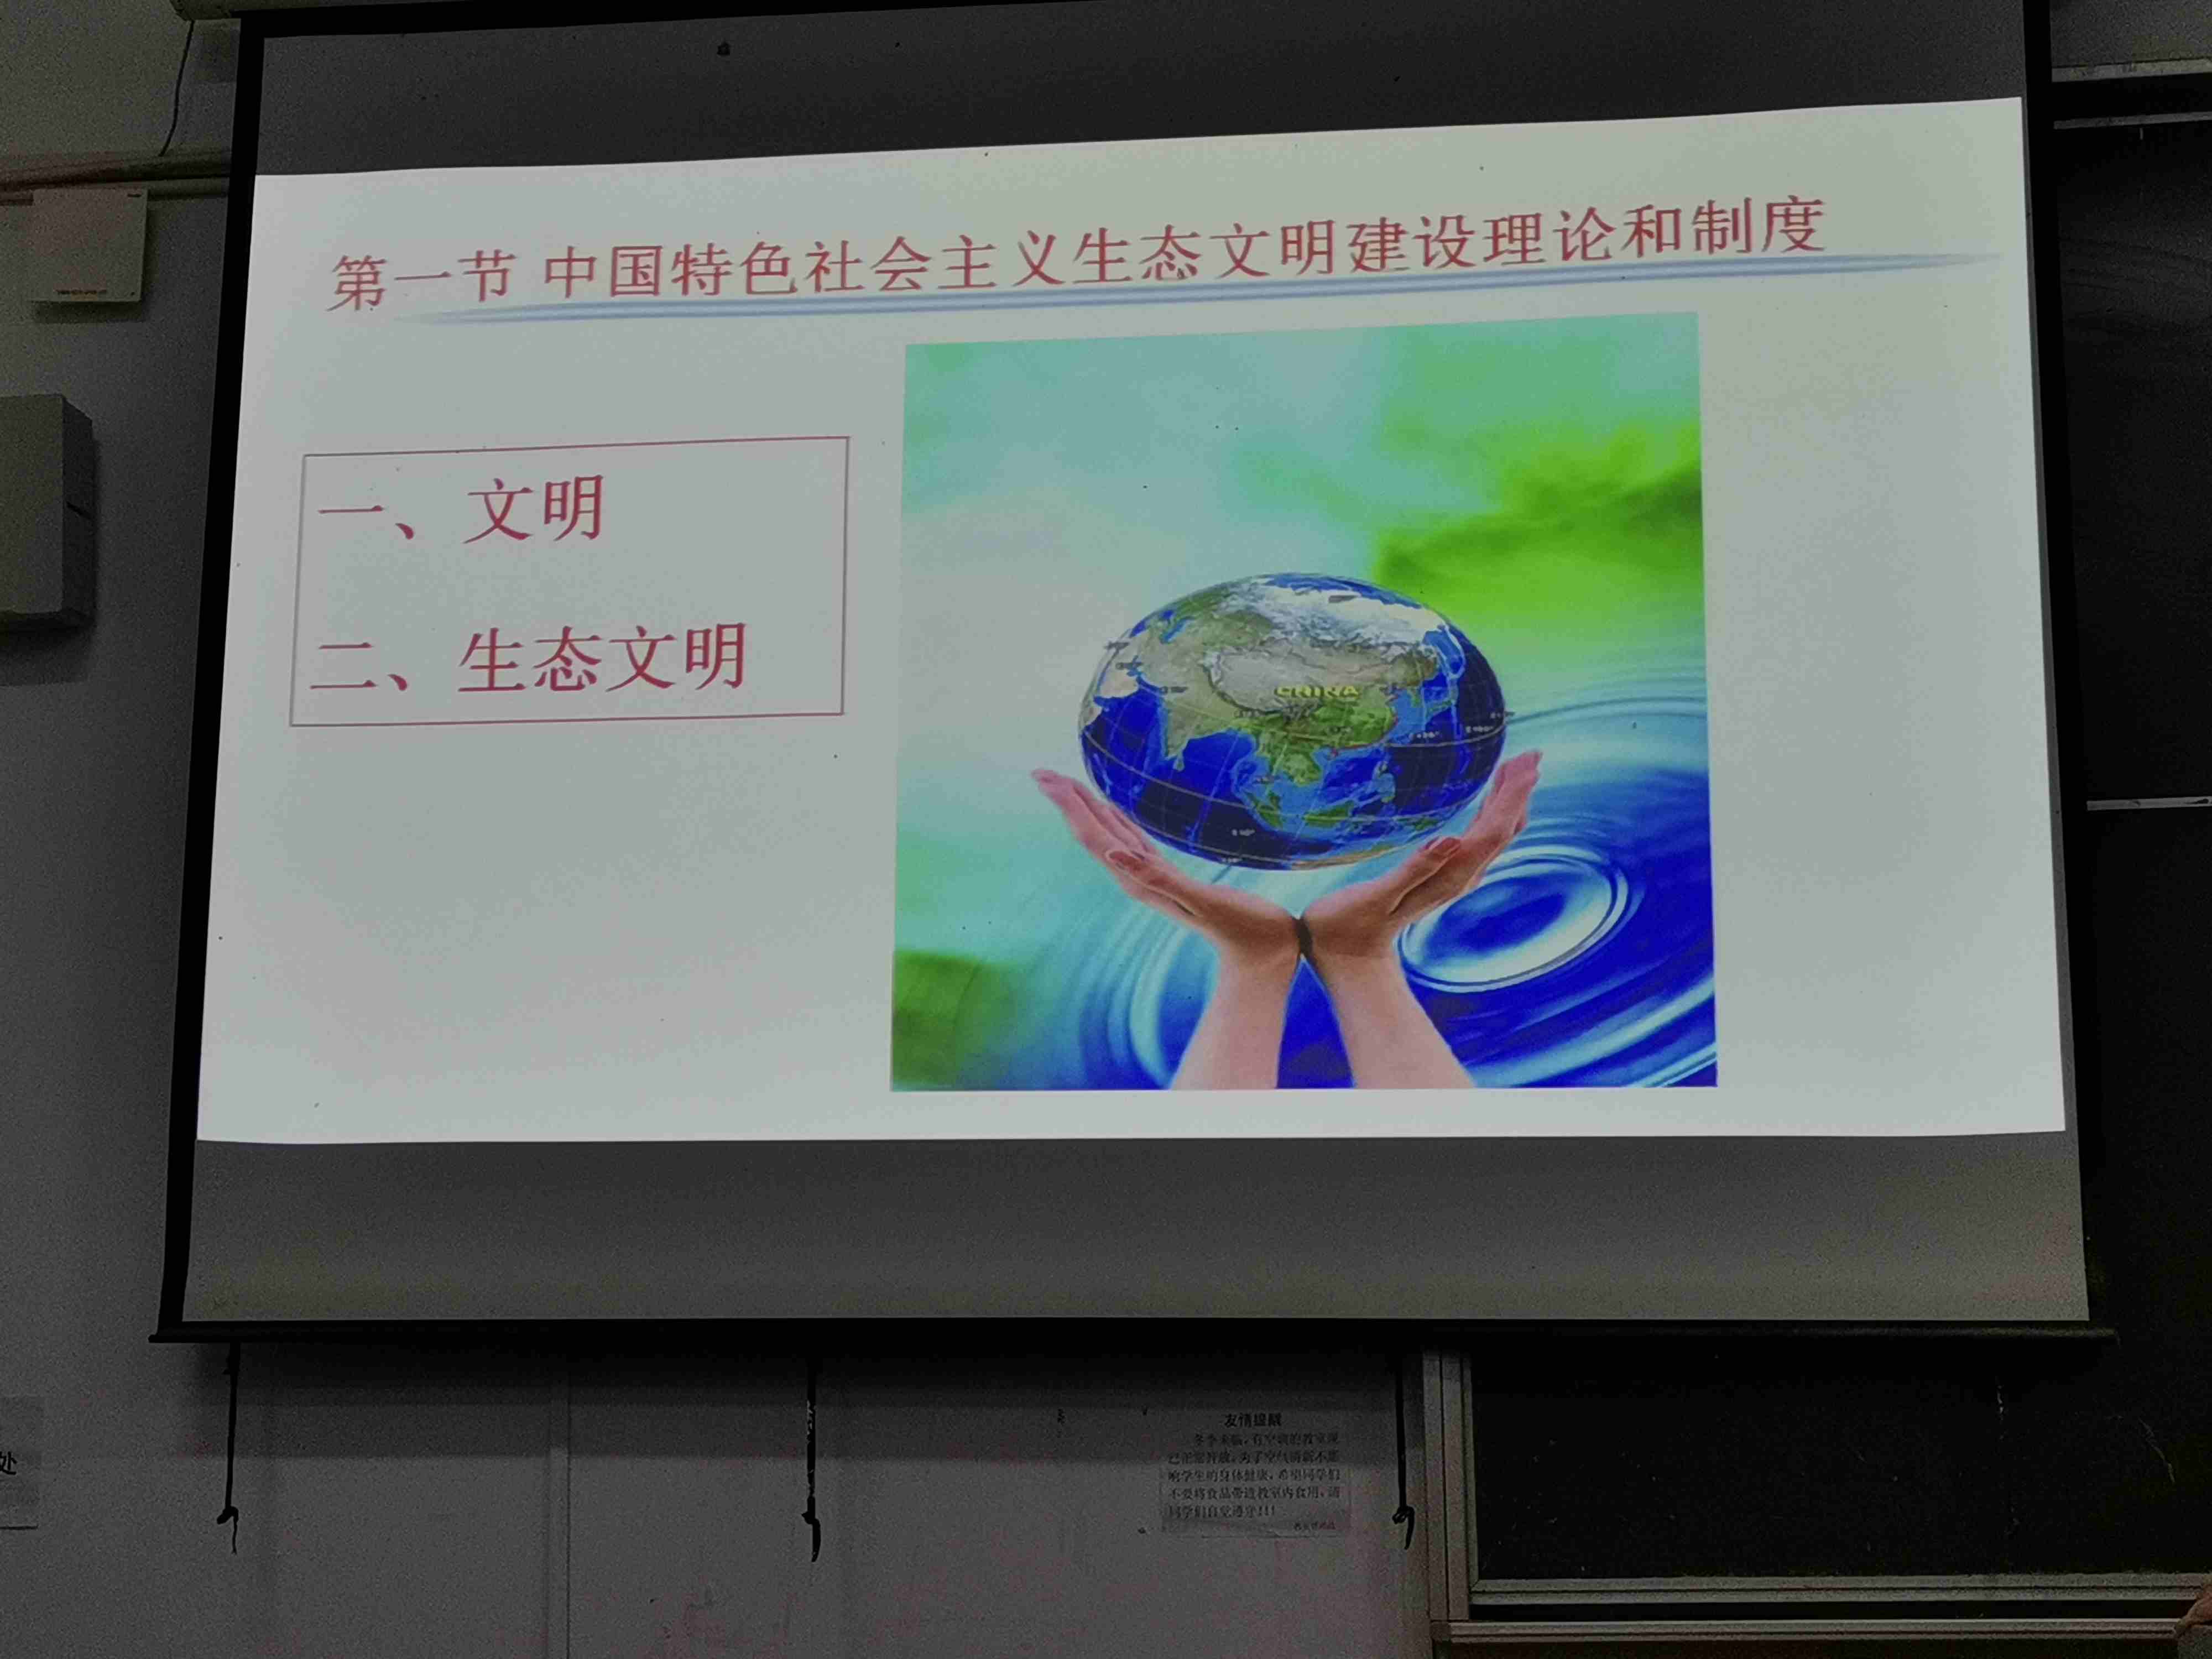 第一节 中国特色社会主义生态文明建设理论和制度
一、文明
二、生态文明
CHINA
友情提醒
冬季来临，有空调的教室现
已正常开放，为了空气清新不影
响学生的身体健康，希望同学们
不要将食品带进教室内食用，请
同学们自觉遵守!!!
处